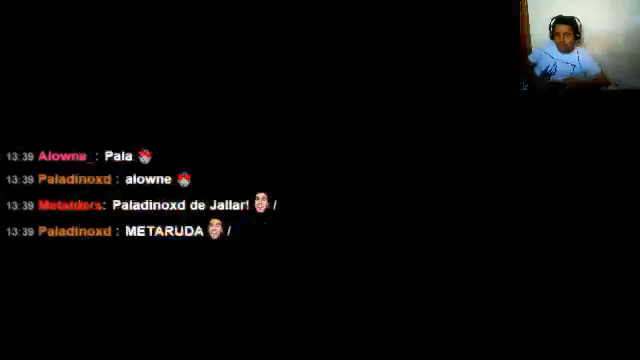 13:39 Alowne_: Pala
13:39 Paladinoxd : alowne
13:39 Paladinoxd de Jallar! /
13:39 Paladinoxd : METARUDA /